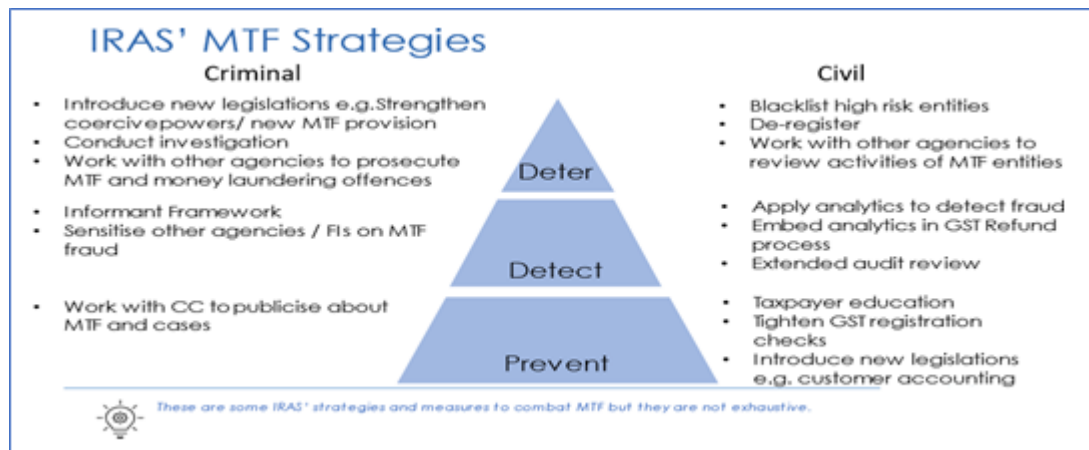 IRAS’ MTF Strategies
Criminal
• Introduce new legislations e.g.Strengthen
coercivepowers/ new MTF provision
• Conduct investigation
• Work with other agencies to prosecute
MTF and money laundering offences
• Informant Framework
• Sensitise other agencies / FIs on MTF
fraud
• Work with CC to publicise about
MTF and cases
Deter
Detect
Prevent
Civil
• Blacklist high risk entities
• De-register
• Work with other agencies to
review activities of MTF entities
• Apply analytics to detect fraud
• Embed analytics in GST Refund
process
• Extended audit review
• Taxpayer education
• Tighten GST registration
checks
• Introduce new legislations
e.g. customer accounting
These are some IRAS’ strategies and measures to combat MTF but they are not exhaustive.